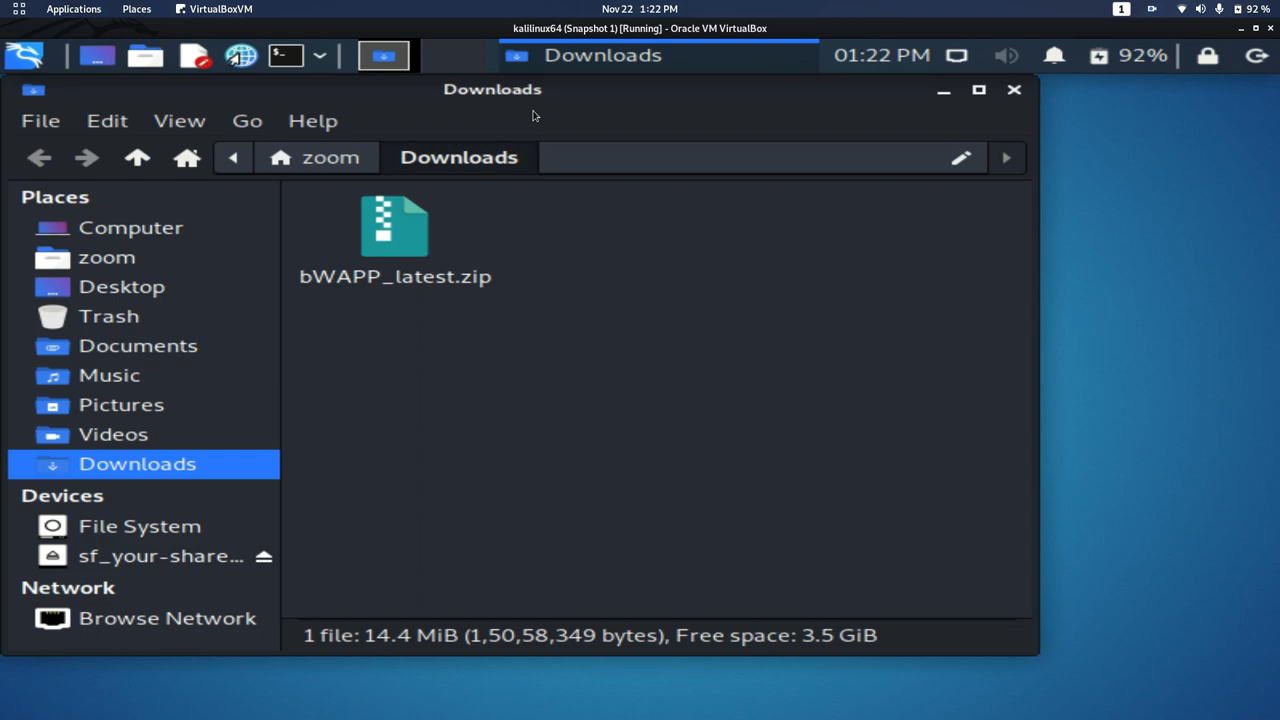 Applications Places VirtualBoxVM Nov 22 1:22 PM 1 92 %
kalilinux64 (Snapshot 1) [Running] - Oracle VM VirtualBox
$_ Downloads 01:22 PM 92%
Downloads
File Edit View Go Help
zoom Downloads
Places
Computer
zoom
Desktop
Trash
Documents
Music
Pictures
Videos
Downloads
Devices
File System
sf_your-share...
Network
Browse Network
bWAPP_latest.zip
1 file: 14.4 MiB (1,50,58,349 bytes), Free space: 3.5 GiB